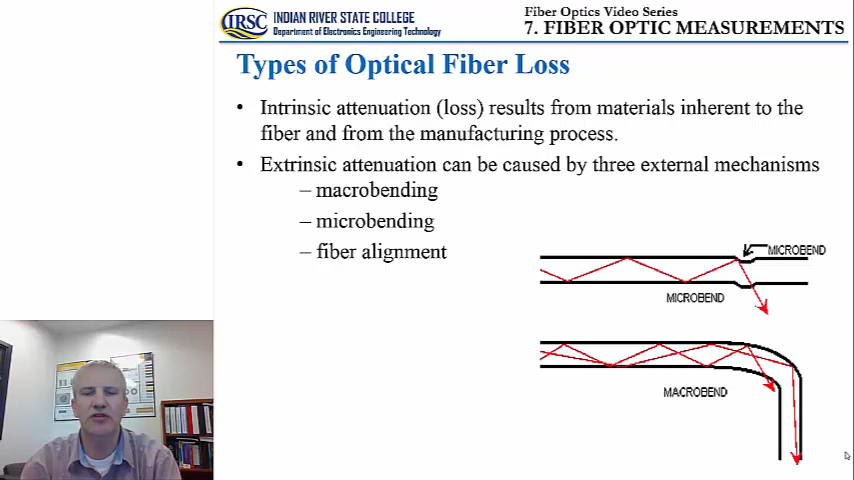 IRSC
INDIAN RIVER STATE COLLEGE
Department of Electronics Engineering Technology
Fiber Optics Video Series
7. FIBER OPTIC MEASUREMENTS
Types of Optical Fiber Loss
• Intrinsic attenuation (loss) results from materials inherent to the
fiber and from the manufacturing process.
• Extrinsic attenuation can be caused by three external mechanisms
– macrobending
– microbending
– fiber alignment
MICROBEND
MICROBEND
MACROBEND